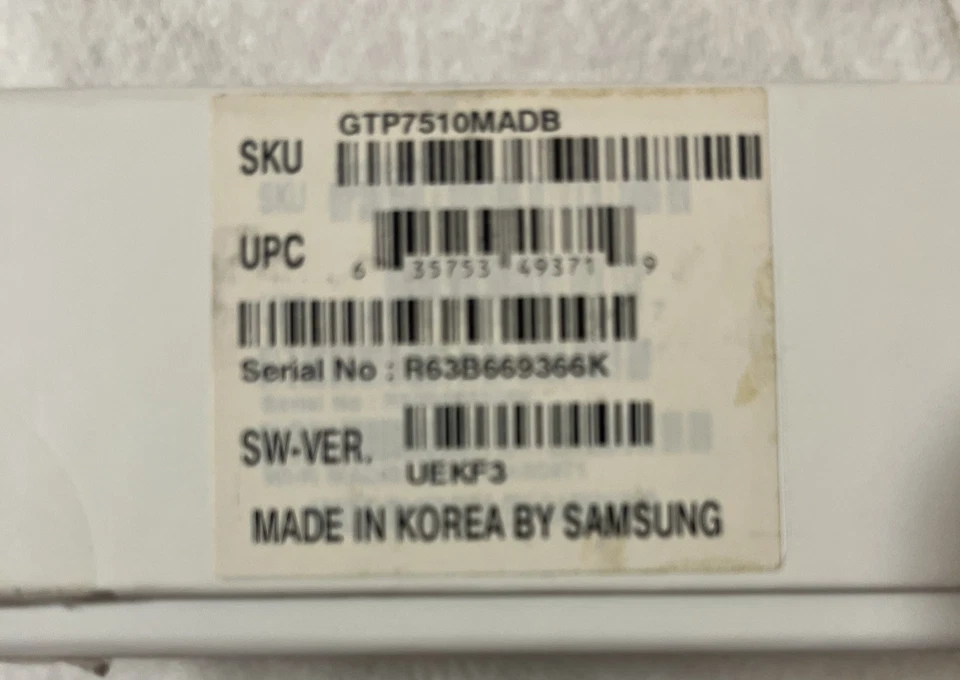 GTP7510MADB
SKU
UPC
6 35753 49371 9
Serial No : R63B669366K
SW-VER.
UEKF3
MADE IN KOREA BY SAMSUNG